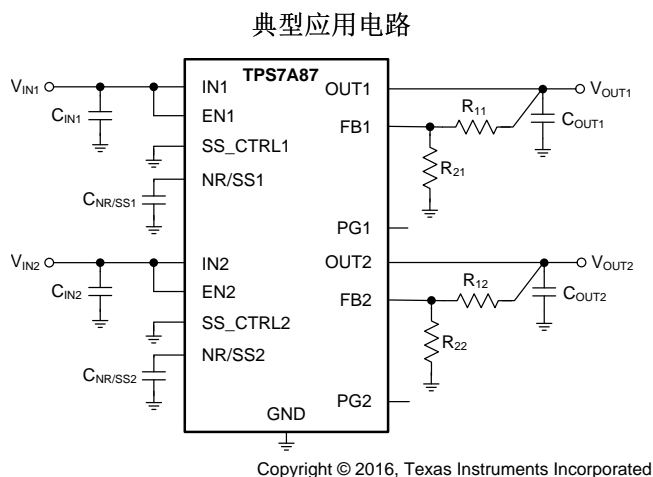 典型应用电路
TPS7A87
V_IN1
IN1
OUT1
V_OUT1
C_IN1
EN1
FB1
R_11
C_OUT1
SS_CTRL1
R_21
C_NR/SS1
NR/SS1
PG1
V_IN2
IN2
OUT2
V_OUT2
C_IN2
EN2
FB2
R_12
C_OUT2
SS_CTRL2
R_22
C_NR/SS2
NR/SS2
PG2
GND
Copyright © 2016, Texas Instruments Incorporated